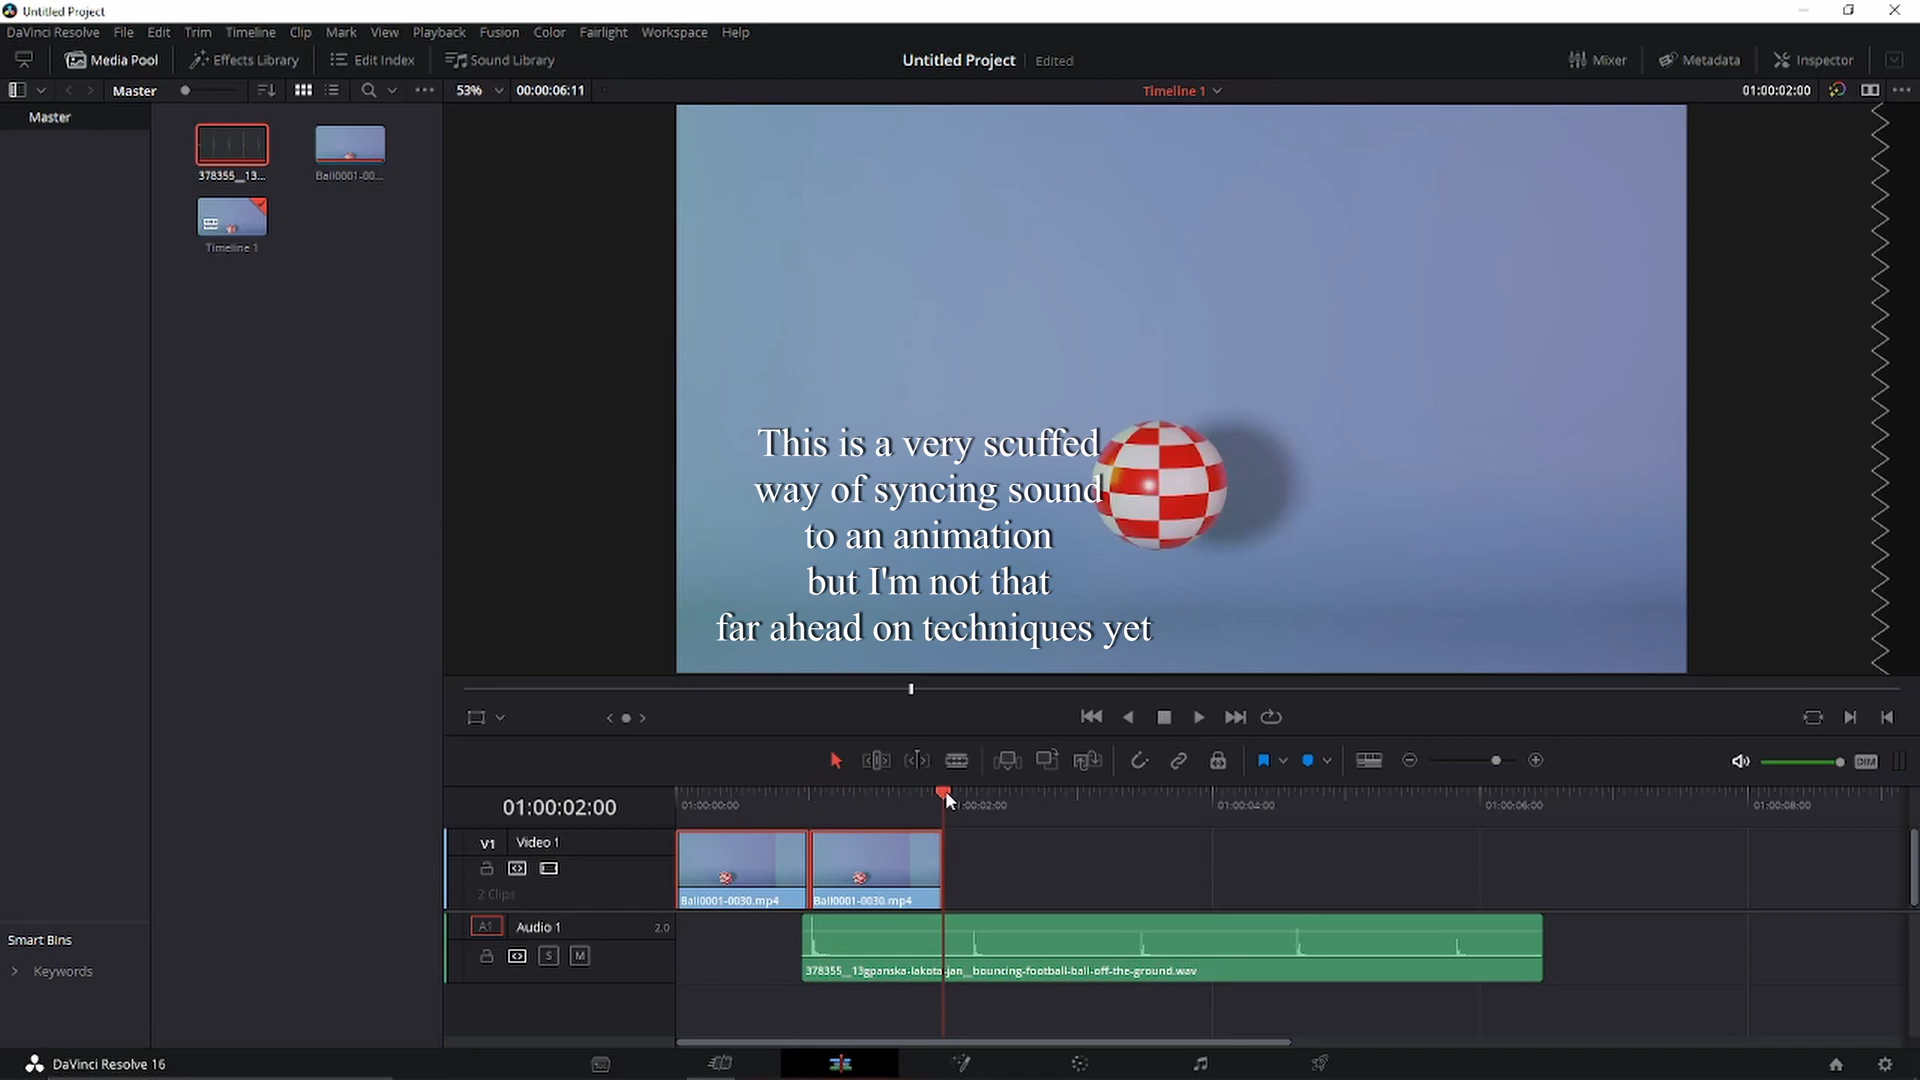 Untitled Project
DaVinci Resolve File Edit Trim Timeline Clip Mark View Playback Fusion Color Fairlight Workspace Help
Media Pool Effects Library Edit Index Sound Library Untitled Project Edited Mixer Metadata Inspector
Master 53% 00:00:06:11 Timeline 1 01:00:02:00
Master
378355__13... Ball0001-00...
Timeline 1
This is a very scuffed
way of syncing sound
to an animation
but I'm not that
far ahead on techniques yet
DIM
01:00:02:00 01:00:00:00 :00:02:00 01:00:04:00 01:00:06:00 01:00:08:00
V1 Video 1
2 Clips
Ball0001-0030.mp4 Ball0001-0030.mp4
A1 Audio 1 2.0
S M
378355__13gpanska-lakota-jan__bouncing-football-ball-off-the-ground.wav
Smart Bins
Keywords
DaVinci Resolve 16